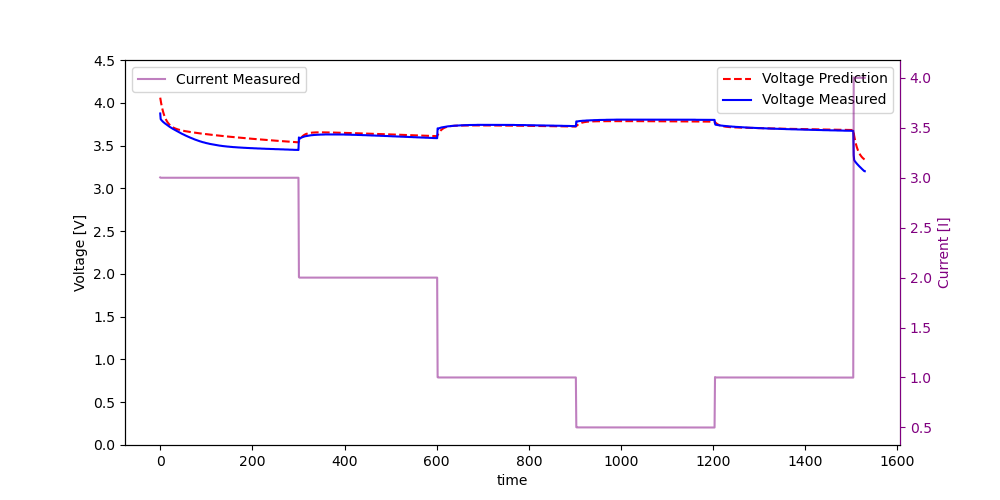 Current Measured
Voltage Prediction
Voltage Measured
4.5
4.0
3.5
3.0
2.5
2.0
1.5
1.0
0.5
0.0
Voltage [V]
4.0
3.5
3.0
2.5
2.0
1.5
1.0
0.5
Current [I]
0 200 400 600 800 1000 1200 1400 1600
time